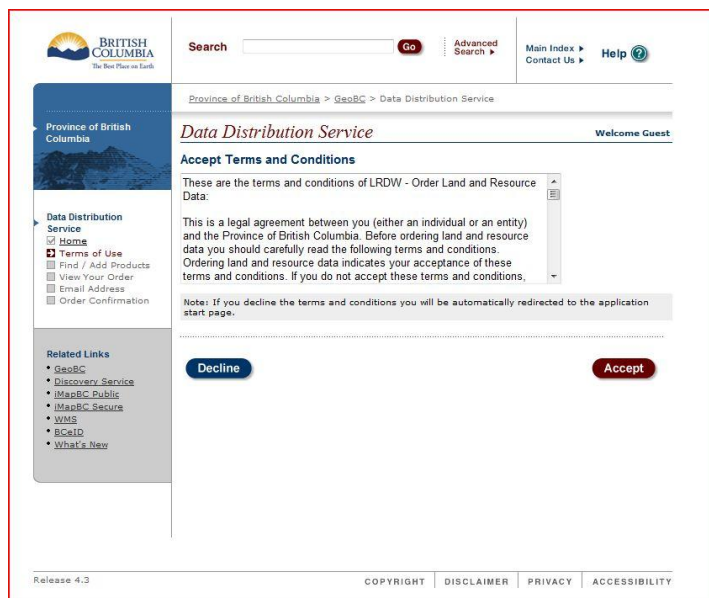 BRITISH
COLUMBIA
The Best Place on Earth
Search
Go
Advanced
Search
Main Index
Contact Us
Help ?
Province of British Columbia > GeoBC > Data Distribution Service
Province of British
Columbia
Data Distribution Service
Welcome Guest
Accept Terms and Conditions
These are the terms and conditions of LRDW - Order Land and Resource
Data:
This is a legal agreement between you (either an individual or an entity)
and the Province of British Columbia. Before ordering land and resource
data you should carefully read the following terms and conditions.
Ordering land and resource data indicates your acceptance of these
terms and conditions. If you do not accept these terms and conditions,
Note: If you decline the terms and conditions you will be automatically redirected to the application
start page.
Decline
Accept
Data Distribution
Service
Home
Terms of Use
Find / Add Products
View Your Order
Email Address
Order Confirmation
Related Links
GeoBC
Discovery Service
iMapBC Public
iMapBC Secure
WMS
BCeID
What's New
Release 4.3
COPYRIGHT
DISCLAIMER
PRIVACY
ACCESSIBILITY